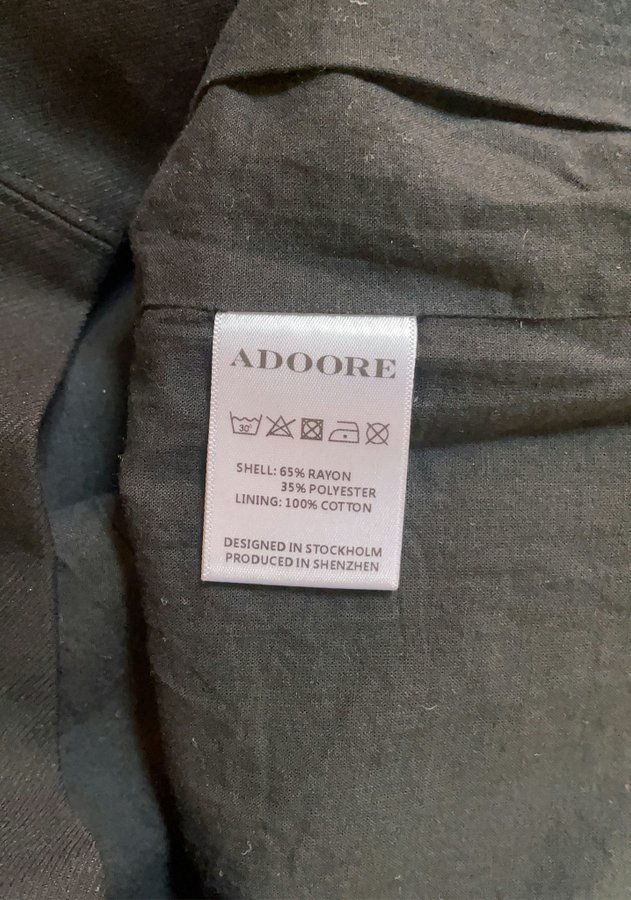 ADOORE
30°
SHELL: 65% RAYON
35% POLYESTER
LINING: 100% COTTON
DESIGNED IN STOCKHOLM
PRODUCED IN SHENZHEN